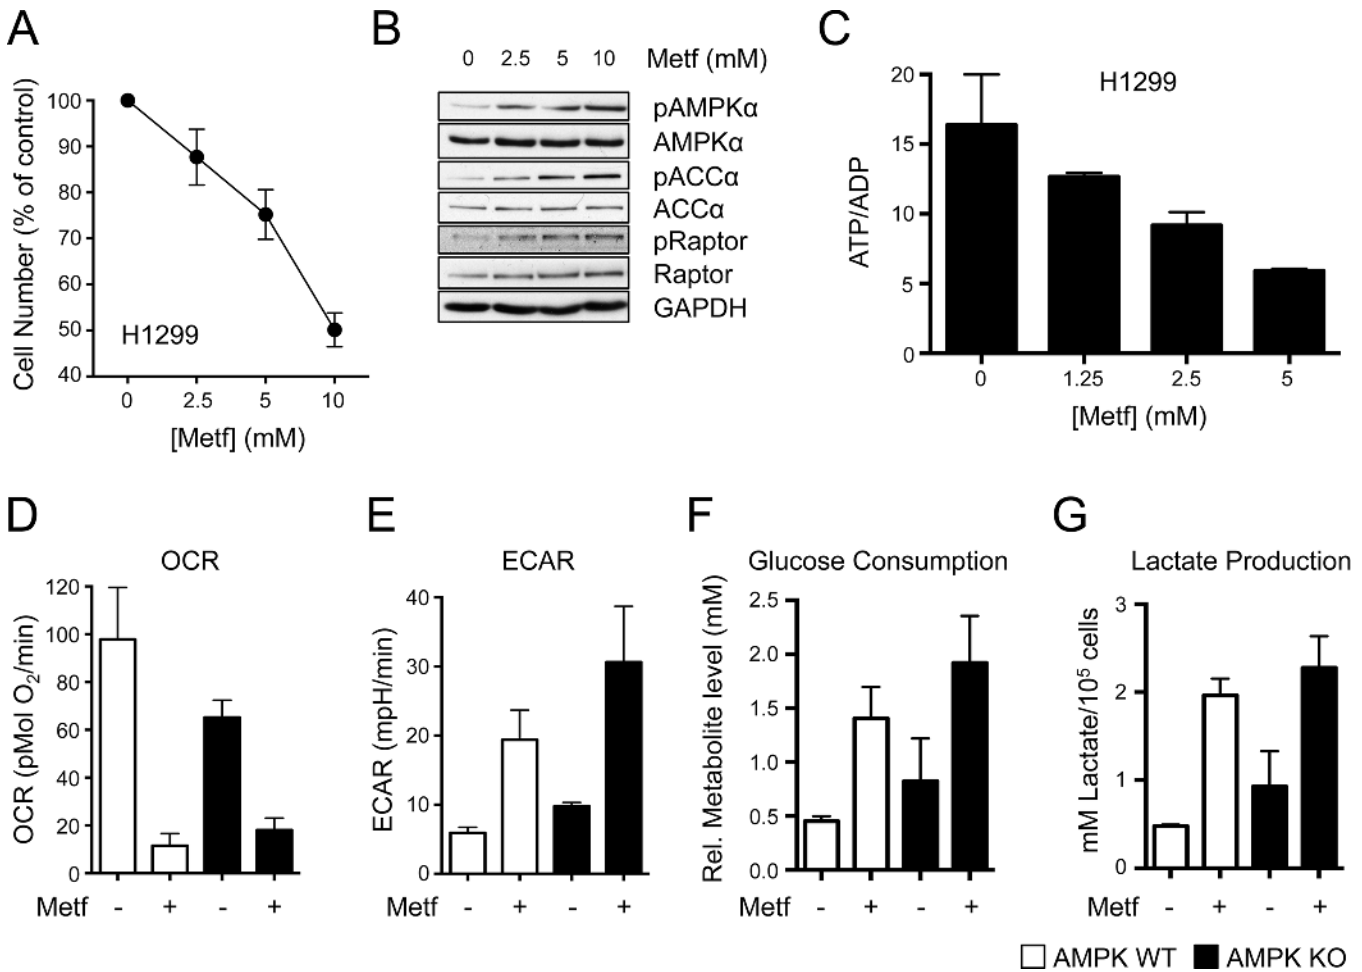 A
Cell Number (% of control)
100
90
80
70
60
50
40
H1299
0 2.5 5 10
[Metf] (mM)
B
0 2.5 5 10 Metf (mM)
pAMPKα
AMPKα
pACCα
ACCα
pRaptor
Raptor
GAPDH
C
H1299
ATP/ADP
20
15
10
5
0
0 1.25 2.5 5
[Metf] (mM)
D
OCR
OCR (pMol O₂/min)
120
100
80
60
40
20
0
Metf - + - +
E
ECAR
ECAR (mpH/min)
40
30
20
10
0
- + - +
F
Glucose Consumption
Rel. Metabolite level (mM)
2.5
2.0
1.5
1.0
0.5
0.0
Metf - + - +
G
Lactate Production
mM Lactate/10⁵ cells
3
2
1
0
Metf - + - +
AMPK WT AMPK KO